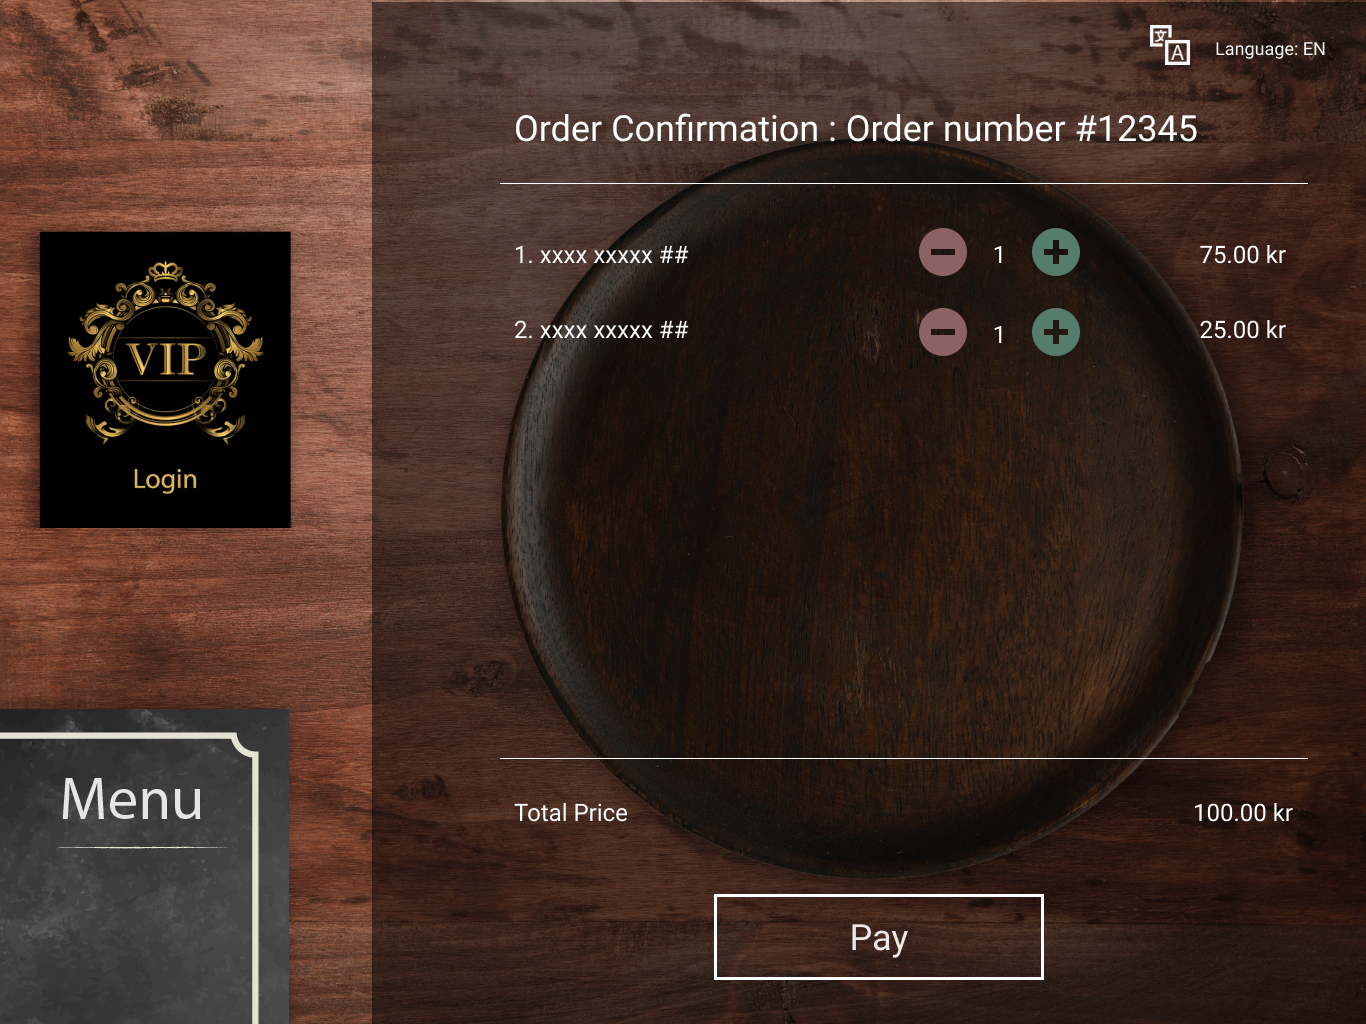 文 A Language: EN
Order Confirmation : Order number #12345
1. xxxx xxxxx ## 1 75.00 kr
2. xxxx xxxxx ## 1 25.00 kr
VIP
Login
Menu
Total Price 100.00 kr
Pay